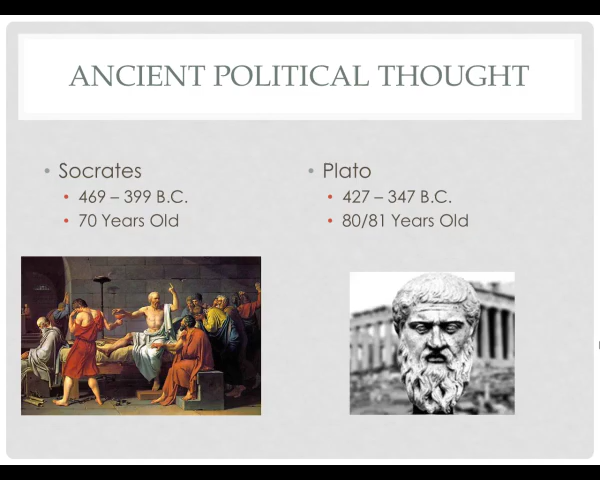 ANCIENT POLITICAL THOUGHT
• Socrates
• 469 – 399 B.C.
• 70 Years Old
• Plato
• 427 – 347 B.C.
• 80/81 Years Old